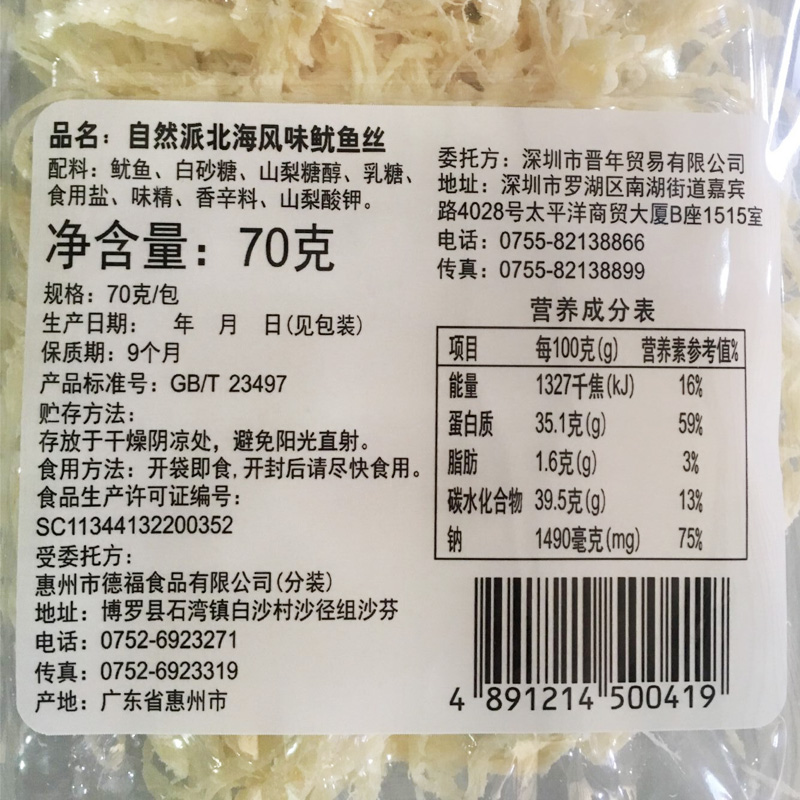 品名：自然派北海风味鱿鱼丝
配料：鱿鱼、白砂糖、山梨糖醇、乳糖、
食用盐、味精、香辛料、山梨酸钾。
净含量：70克
规格：70克/包
生产日期： 年 月 日(见包装)
保质期：9个月
产品标准号：GB/T 23497
贮存方法：
存放于干燥阴凉处，避免阳光直射。
食用方法：开袋即食,开封后请尽快食用。
食品生产许可证编号：
SC11344132200352
受委托方：
惠州市德福食品有限公司(分装)
地址：博罗县石湾镇白沙村沙径组沙芬
电话：0752-6923271
传真：0752-6923319
产地：广东省惠州市
委托方：深圳市晋年贸易有限公司
地址：深圳市罗湖区南湖街道嘉宾
路4028号太平洋商贸大厦B座1515室
电话：0755-82138866
传真：0755-82138899
营养成分表
项目 每100克(g) 营养素参考值%
能量 1327千焦(kJ) 16%
蛋白质 35.1克(g) 59%
脂肪 1.6克(g) 3%
碳水化合物 39.5克(g) 13%
钠 1490毫克(mg) 75%
4 891214 500419